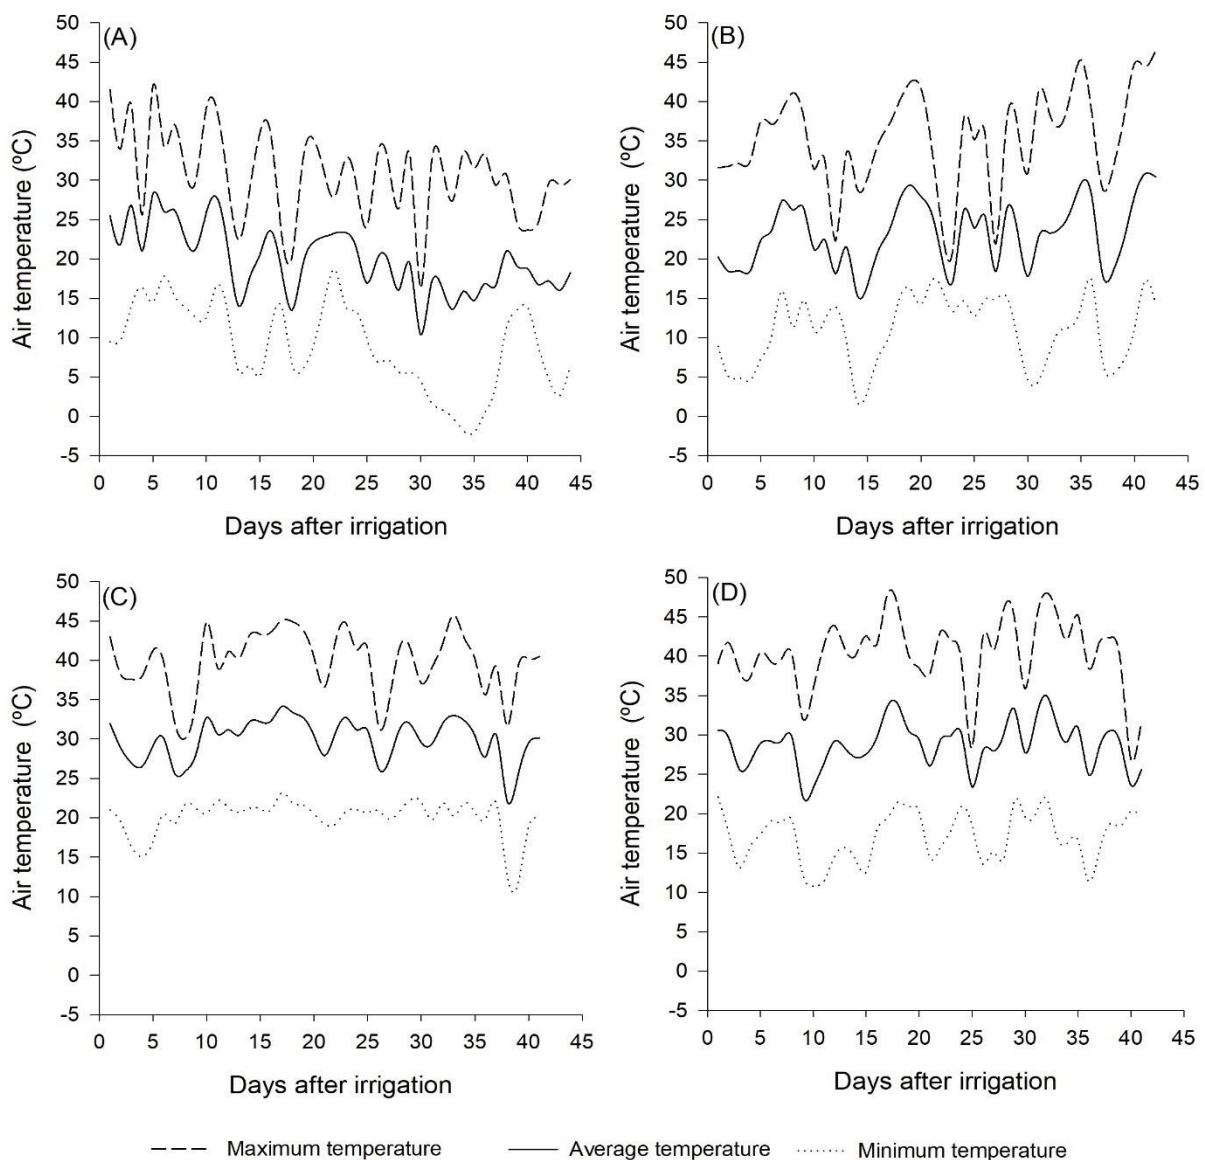 (A)
50
45
40
35
30
25
20
15
10
5
0
-5
Air temperature (ºC)
0 5 10 15 20 25 30 35 40 45
Days after irrigation
(B)
50
45
40
35
30
25
20
15
10
5
0
-5
Air temperature (ºC)
0 5 10 15 20 25 30 35 40 45
Days after irrigation
(C)
50
45
40
35
30
25
20
15
10
5
0
-5
Air temperature (ºC)
0 5 10 15 20 25 30 35 40 45
Days after irrigation
(D)
50
45
40
35
30
25
20
15
10
5
0
-5
Air temperature (ºC)
0 5 10 15 20 25 30 35 40 45
Days after irrigation
Maximum temperature Average temperature Minimum temperature